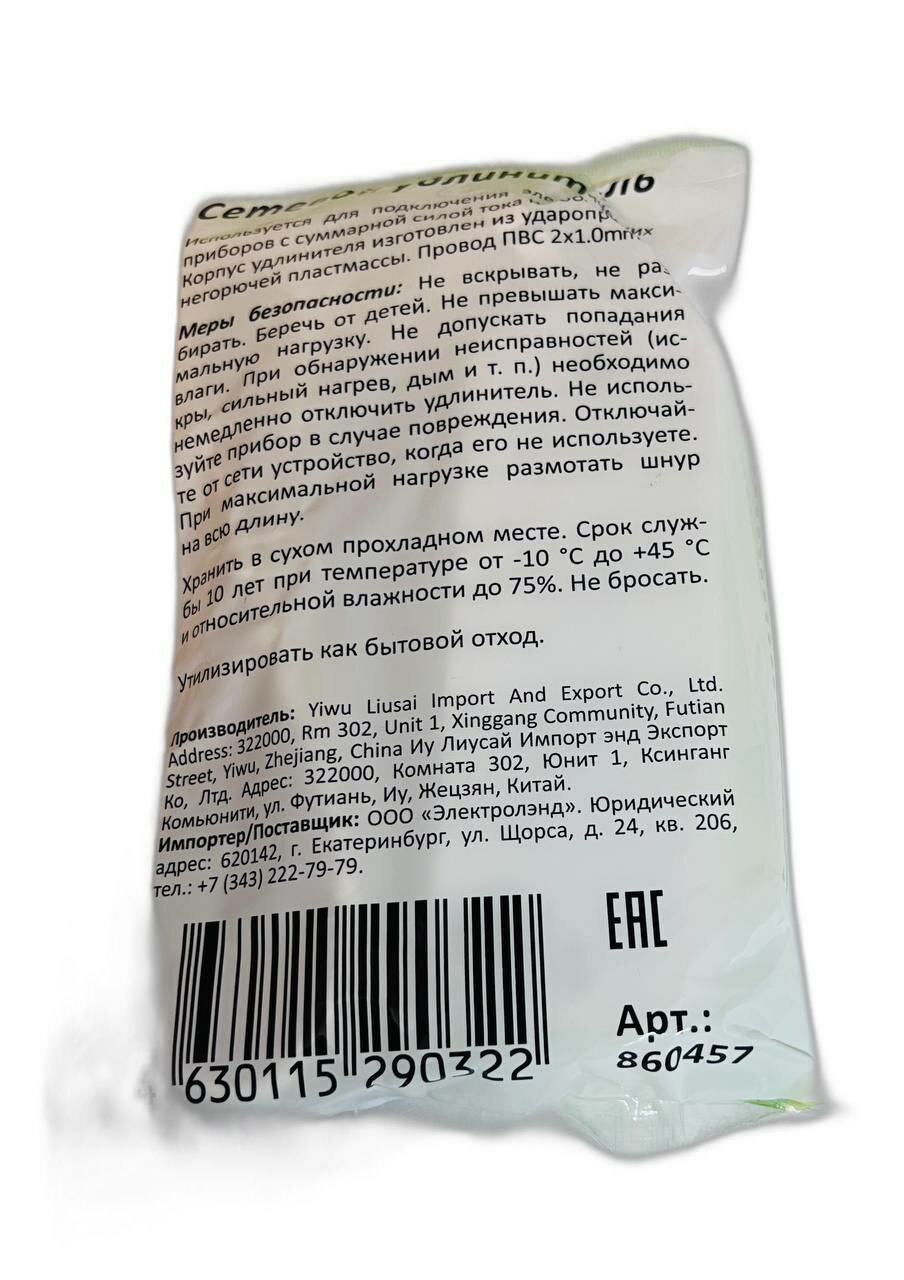 Сетевой удлинитель
Используется для подключения
приборов с суммарной силой тока
Корпус удлинителя изготовлен из
негорючей пластмассы. Провод ПВС 2x1.0
Меры безопасности: Не вскрывать, не раз-
бирать. Беречь от детей. Не превышать макси-
мальную нагрузку. Не допускать попадания
влаги. При обнаружении неисправностей (ис-
кры, сильный нагрев, дым и т. п.) необходимо
немедленно отключить удлинитель. Не исполь-
зуйте прибор в случае повреждения. Отключай-
те от сети устройство, когда его не используете.
При максимальной нагрузке размотать шнур
на всю длину.
Хранить в сухом прохладном месте. Срок служ-
бы 10 лет при температуре от -10 °C до +45 °C
и относительной влажности до 75%. Не бросать.
Утилизировать как бытовой отход.
Производитель: Yiwu Liusai Import And Export Co., Ltd.
Address: 322000, Rm 302, Unit 1, Xinggang Community, Futian
Street, Yiwu, Zhejiang, China Иу Лиусай Импорт энд Экспорт
Ко, Лтд. Адрес: 322000, Комната 302, Юнит 1, Ксинганг
Комьюнити, ул. Футиань, Иу, Жецзян, Китай.
Импортер/Поставщик: ООО «Электролэнд». Юридический
адрес: 620142, г. Екатеринбург, ул. Щорса, д. 24, кв. 206,
тел.: +7 (343) 222-79-79.
EAC
Арт.:
860457
630115 290322